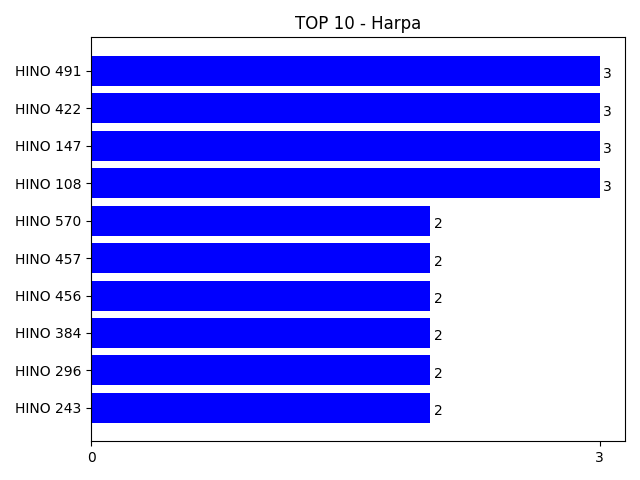 TOP 10 - Harpa
HINO 491 3
HINO 422 3
HINO 147 3
HINO 108 3
HINO 570 2
HINO 457 2
HINO 456 2
HINO 384 2
HINO 296 2
HINO 243 2
0 3